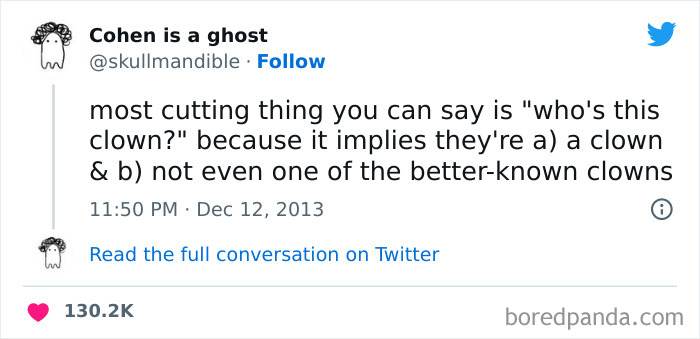 Cohen is a ghost
@skullmandible · Follow
most cutting thing you can say is "who's this
clown?" because it implies they're a) a clown
& b) not even one of the better-known clowns
11:50 PM · Dec 12, 2013
Read the full conversation on Twitter
130.2K
boredpanda.com